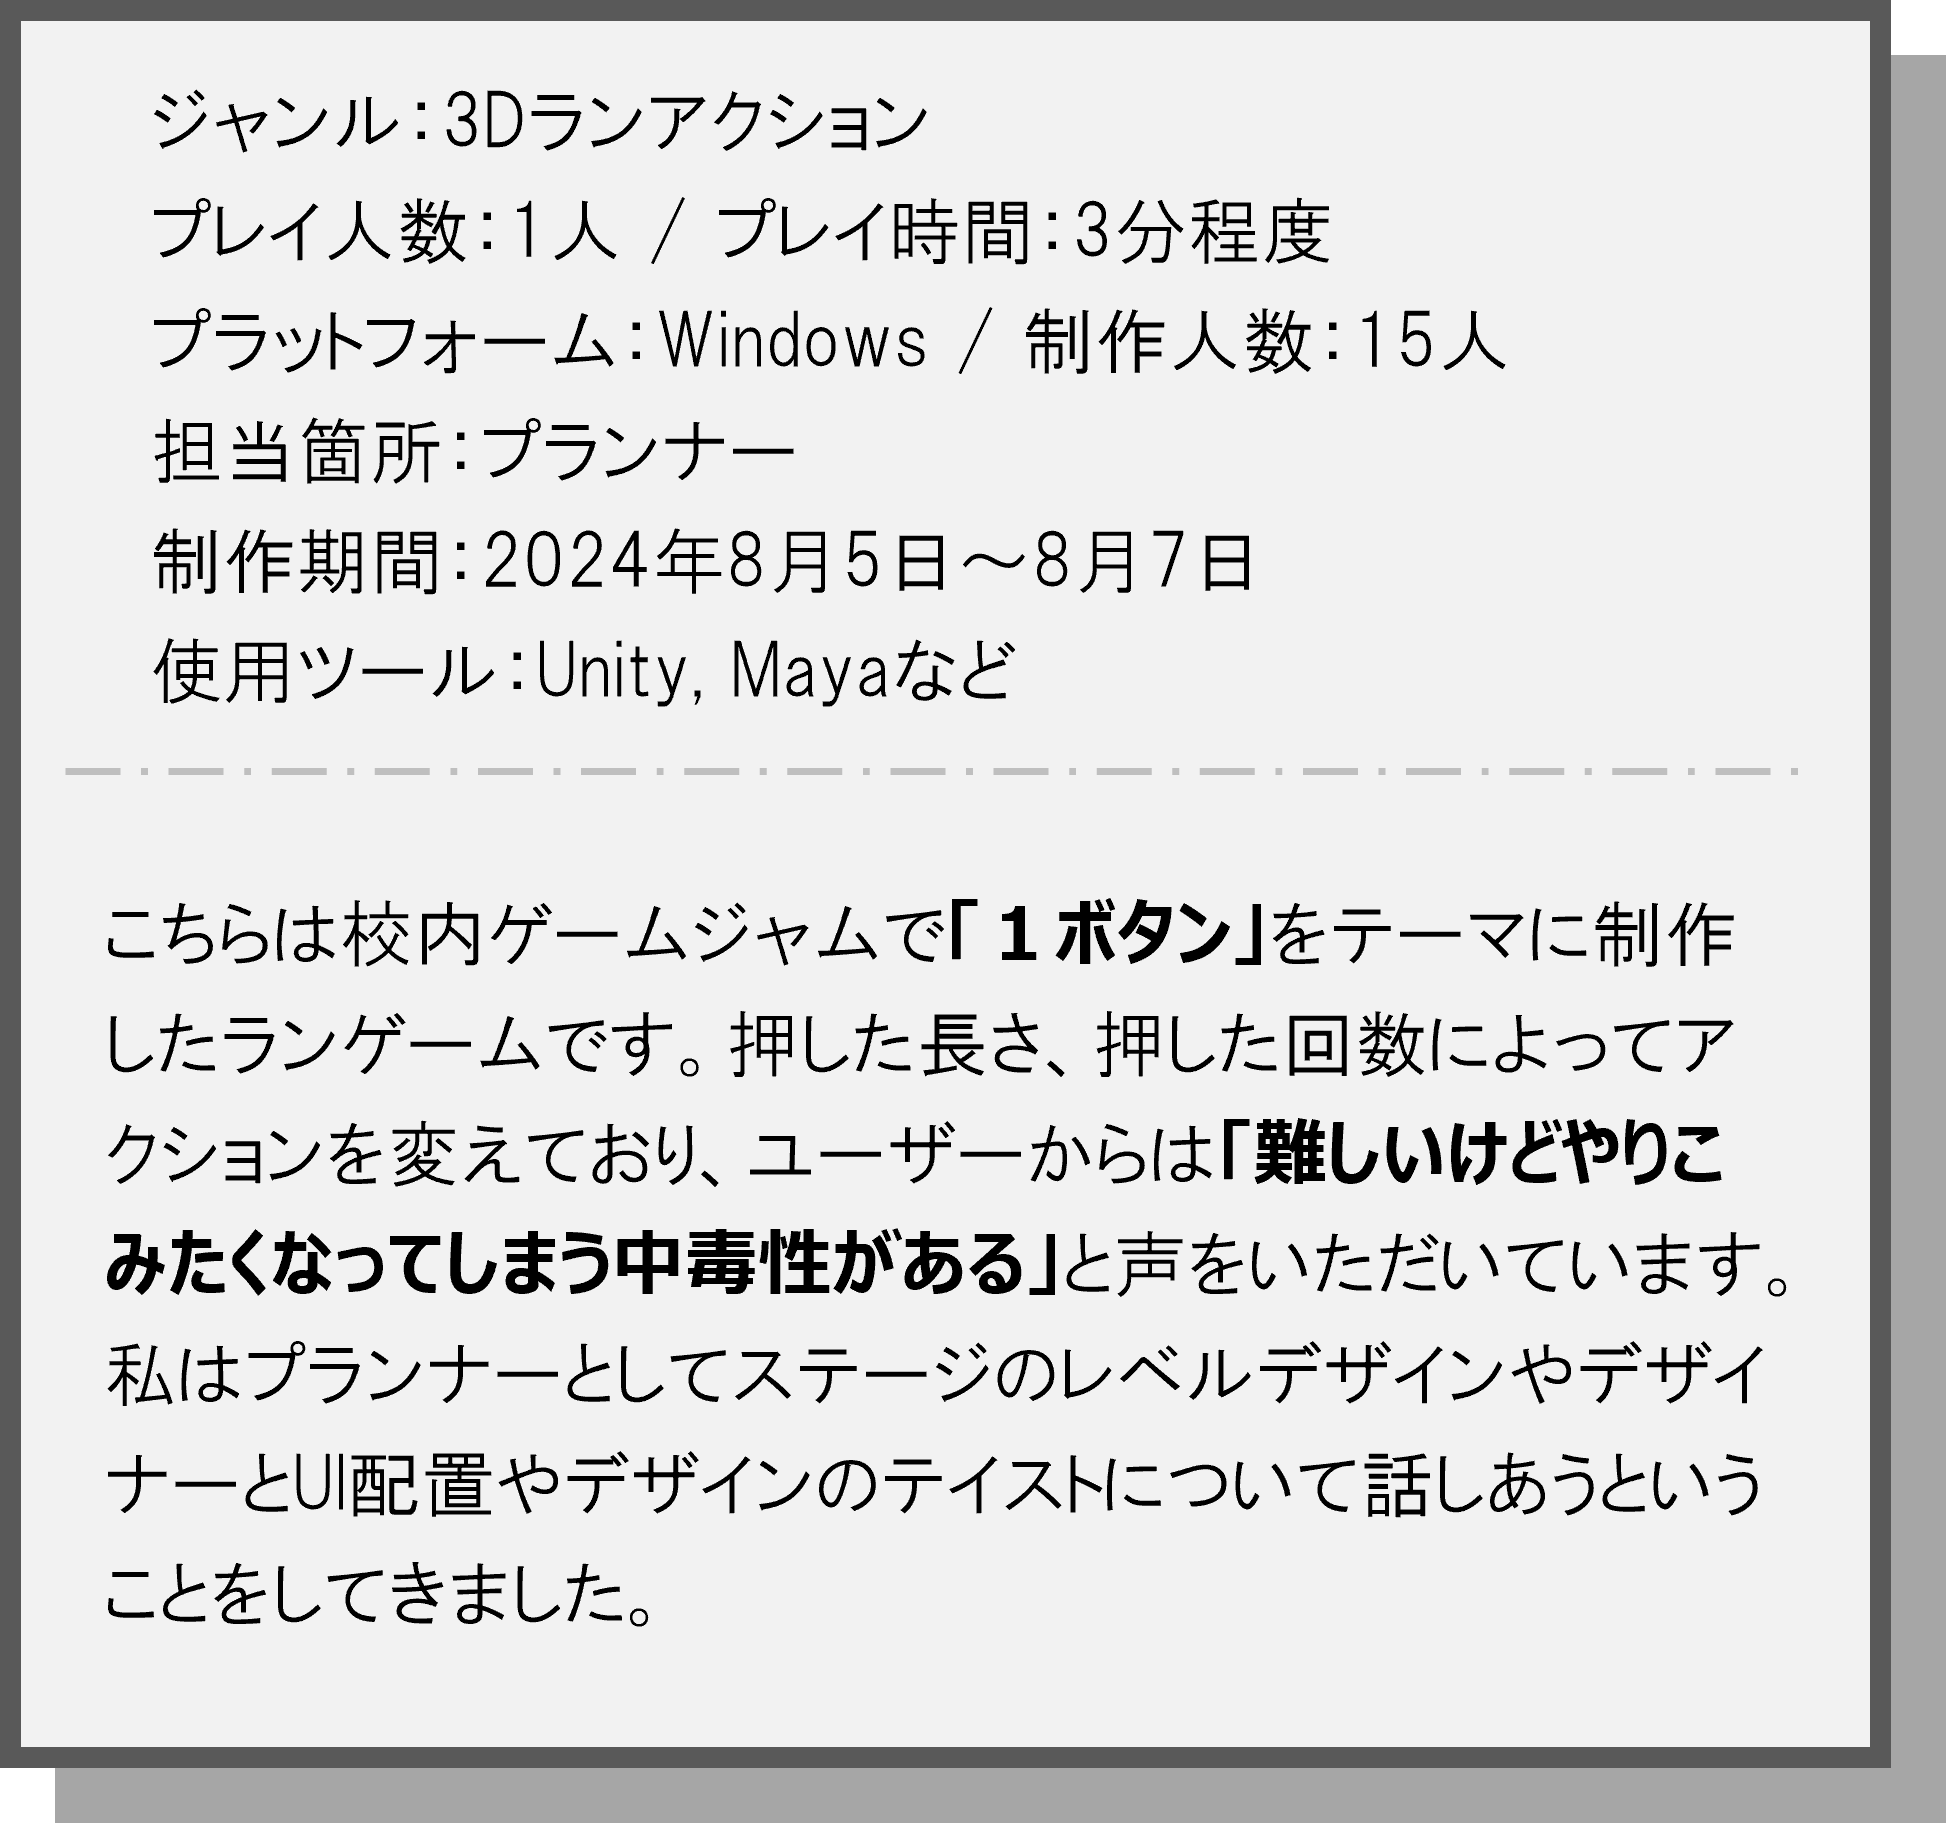 ジャンル：3Dランアクション
プレイ人数：1人 / プレイ時間：3分程度
プラットフォーム：Windows / 制作人数：15人
担当箇所：プランナー
制作期間：2024年8月5日～8月7日
使用ツール：Unity, Mayaなど
こちらは校内ゲームジャムで「１ボタン」をテーマに制作
したランゲームです。押した長さ、押した回数によってア
クションを変えており、ユーザーからは「難しいけどやりこ
みたくなってしまう中毒性がある」と声をいただいています。
私はプランナーとしてステージのレベルデザインやデザイ
ナーとUI配置やデザインのテイストについて話しあうという
ことをしてきました。